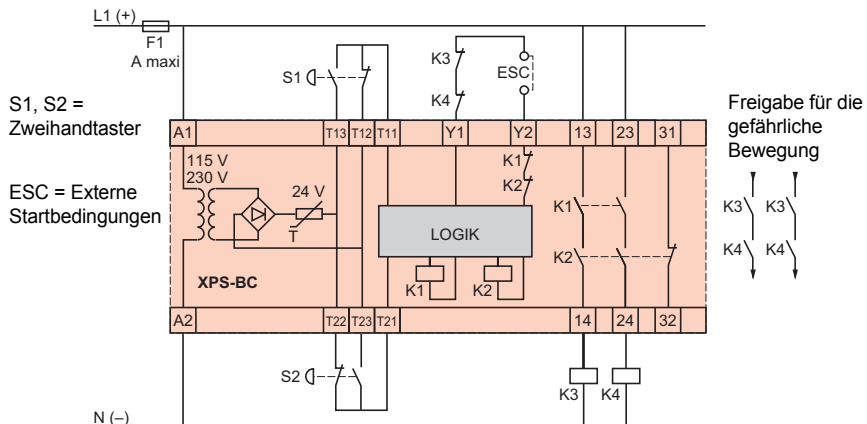 L1 (+)
F1
A maxi
S1
K3
K4
ESC
S1, S2 =
Zweihandtaster
ESC = Externe
Startbedingungen
Freigabe für die
gefährliche
Bewegung
A1
T13
T12
T11
Y1
Y2
13
23
31
115 V
230 V
24 V
T
K1
K2
LOGIK
K1
K2
K1
K2
K3
K3
K4
K4
XPS-BC
A2
T22
T23
T21
14
24
32
S2
K3
K4
N (–)